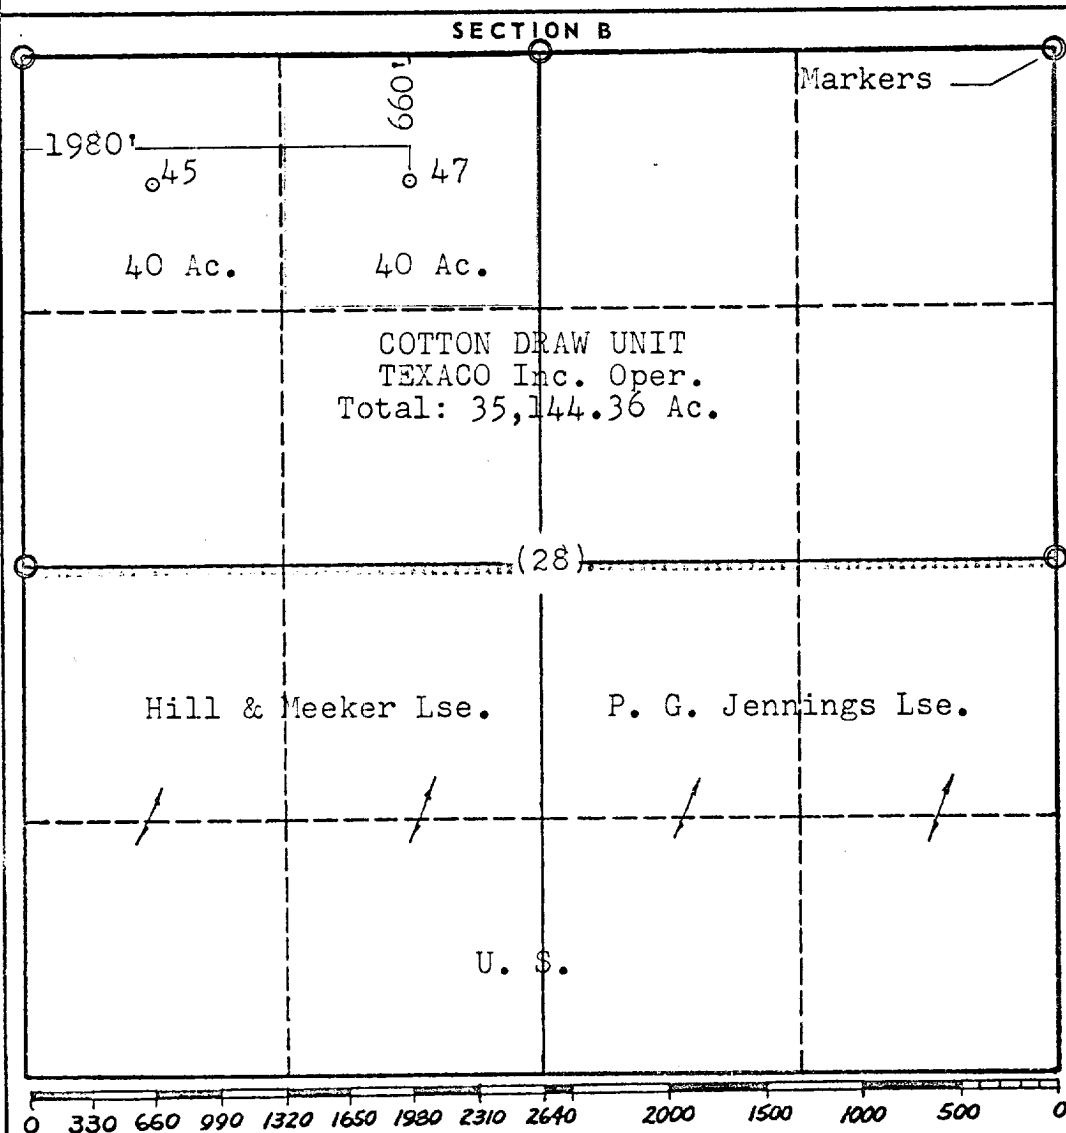 SECTION B
Markers
660'
1980'
45
47
40 Ac. 40 Ac.
COTTON DRAW UNIT
TEXACO Inc. Oper.
Total: 35,144.36 Ac.
(28)
Hill & Meeker Lse. P. G. Jennings Lse.
U. S.
0 330 660 990 1320 1650 1980 2310 2640 2000 1500 1000 500 0